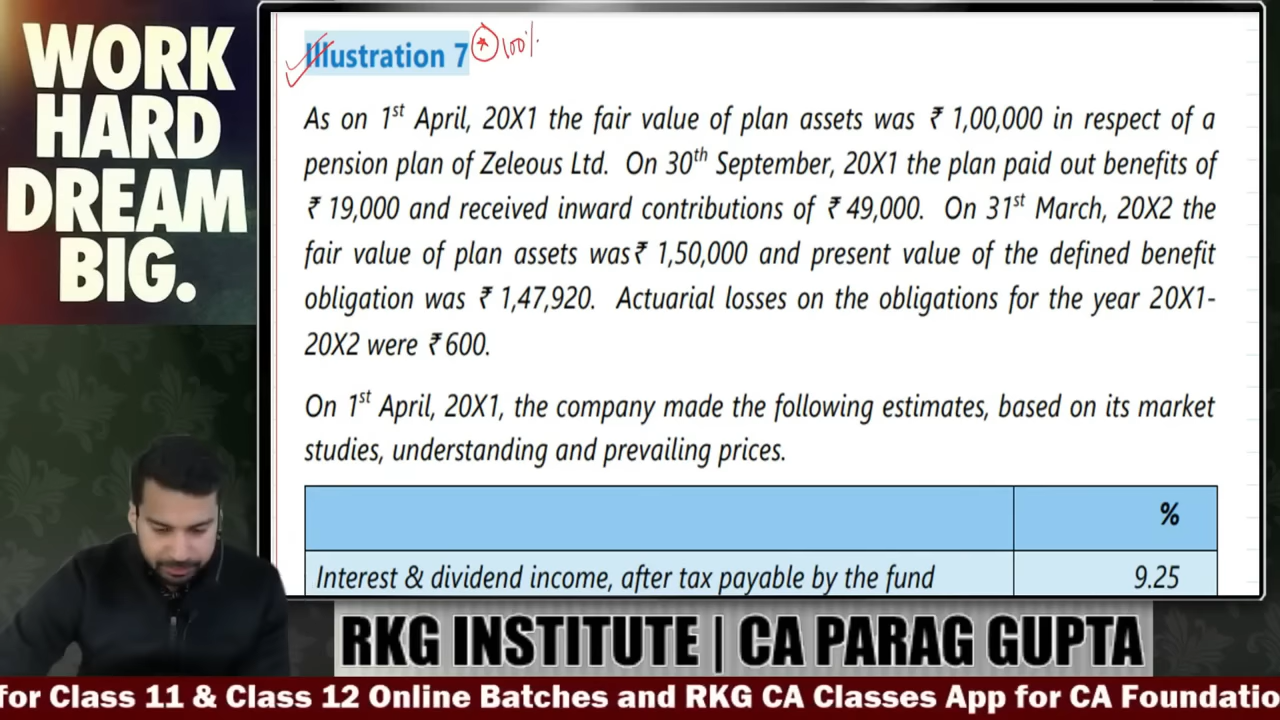 WORK
HARD
DREAM
BIG.
Illustration 7 100%
As on 1st April, 20X1 the fair value of plan assets was ₹ 1,00,000 in respect of a
pension plan of Zeleous Ltd. On 30th September, 20X1 the plan paid out benefits of
₹ 19,000 and received inward contributions of ₹ 49,000. On 31st March, 20X2 the
fair value of plan assets was₹ 1,50,000 and present value of the defined benefit
obligation was ₹ 1,47,920. Actuarial losses on the obligations for the year 20X1-
20X2 were ₹ 600.
On 1st April, 20X1, the company made the following estimates, based on its market
studies, understanding and prevailing prices.
%
Interest & dividend income, after tax payable by the fund 9.25
RKG INSTITUTE | CA PARAG GUPTA
for Class 11 & Class 12 Online Batches and RKG CA Classes App for CA Foundatio